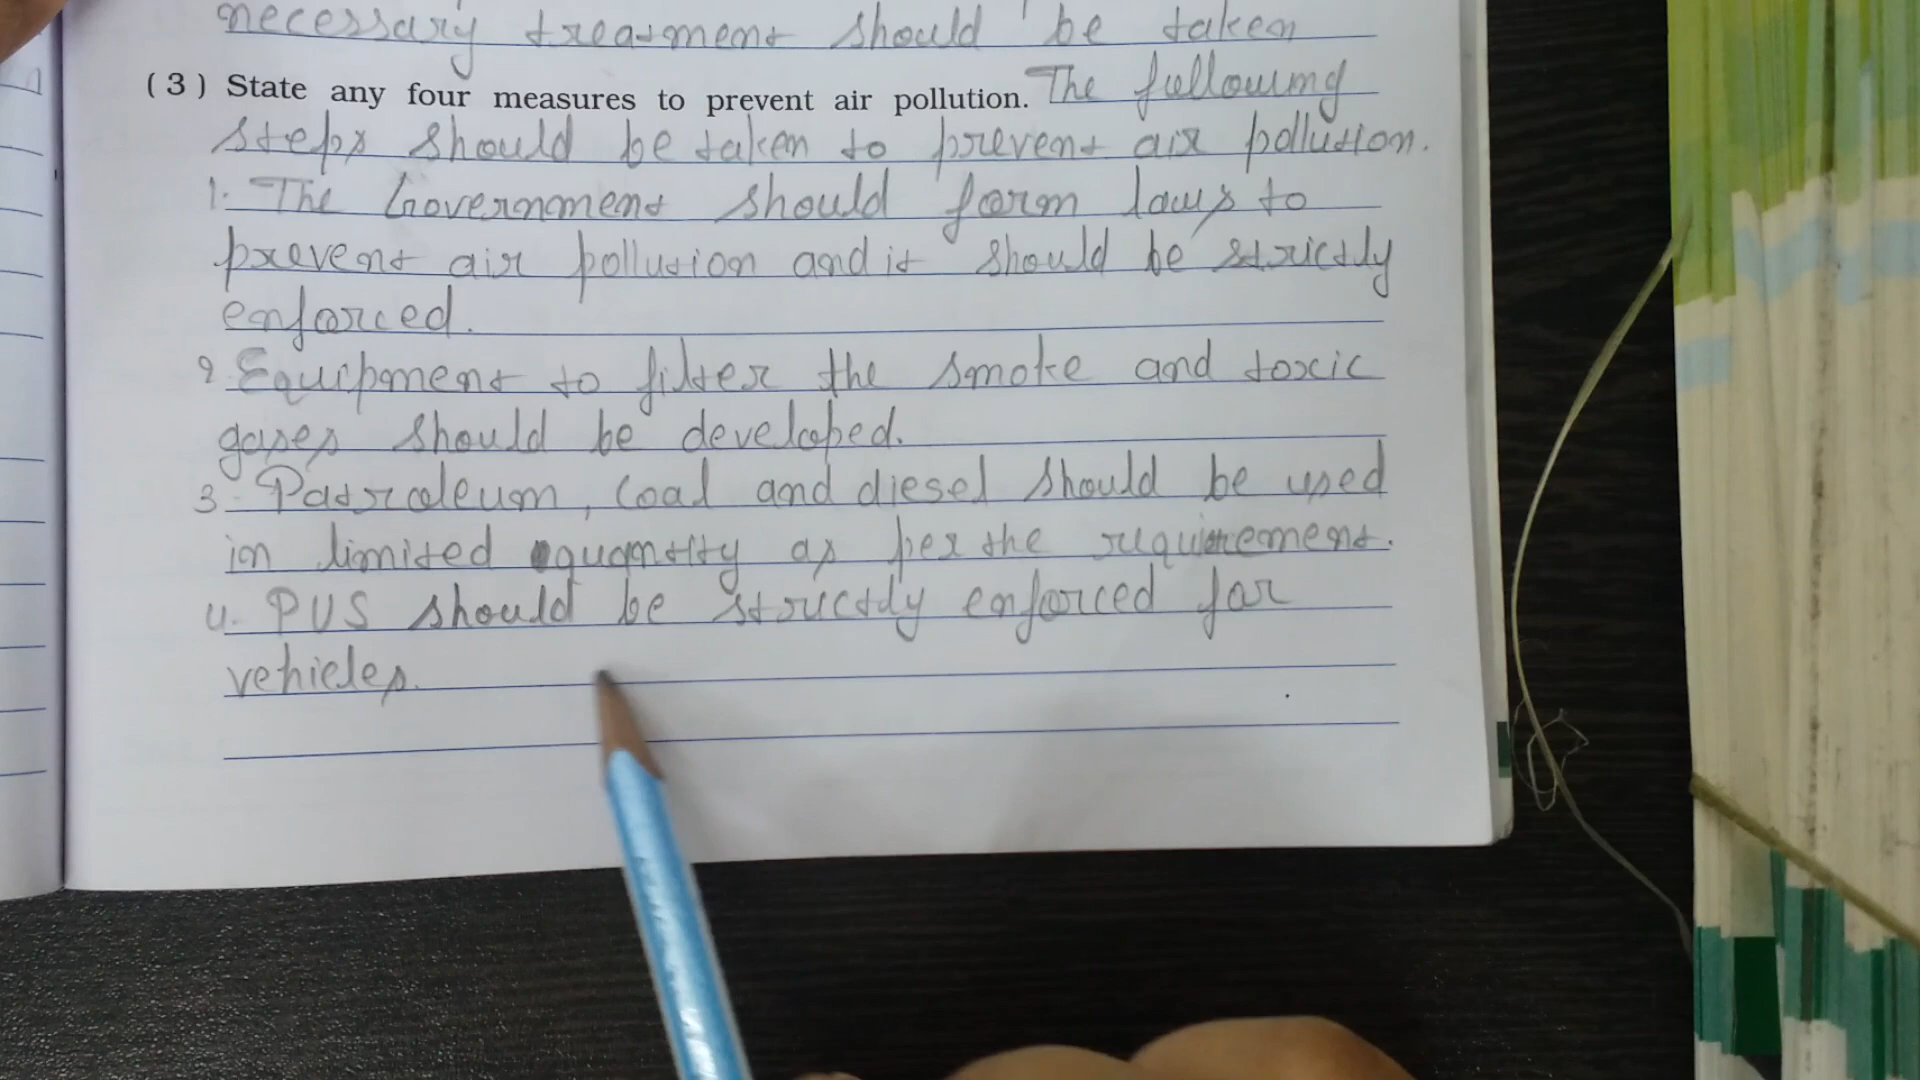 necessary treatment should be taken
( 3 ) State any four measures to prevent air pollution. The following
steps should be taken to prevent air pollution.
1. The Government should form laws to
prevent air pollution and it should be strictly
enforced.
2 Equipment to filter the smoke and toxic
gases should be developed.
3. Patroleum, Coal and diesel should be used
in limited quantity as per the requirement.
4. PUS should be strictly enforced for
vehicles.